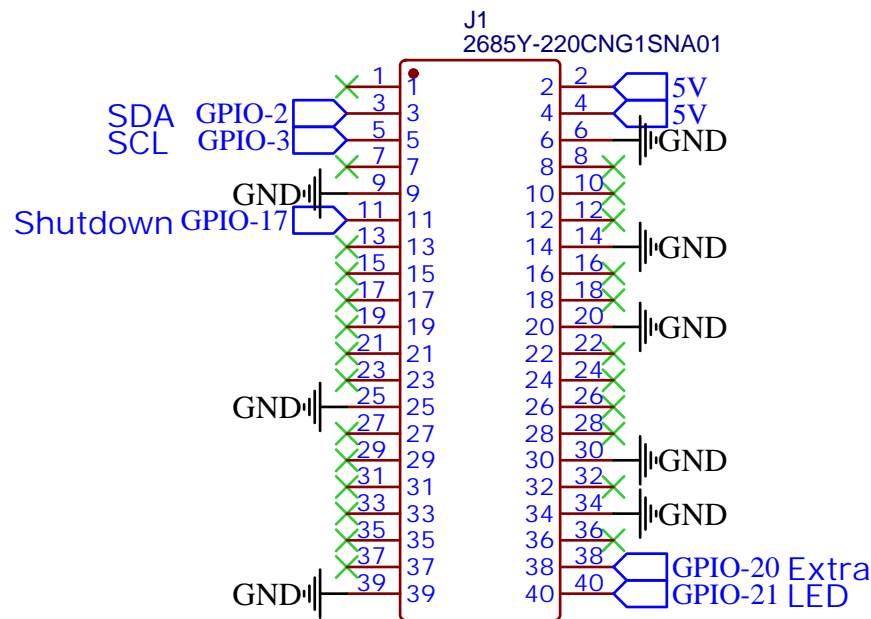 J1
2685Y-220CNG1SNA01
1 1 2 2 5V
SDA GPIO-2 3 3 4 4 5V
SCL GPIO-3 5 5 6 6 GND
7 7 8 8
GND 9 9 10 10
Shutdown GPIO-17 11 11 12 12
13 13 14 14 GND
15 15 16 16
17 17 18 18
19 19 20 20 GND
21 21 22 22
23 23 24 24
GND 25 25 26 26
27 27 28 28
29 29 30 30 GND
31 31 32 32
33 33 34 34 GND
35 35 36 36
37 37 38 38 GPIO-20 Extra
GND 39 39 40 40 GPIO-21 LED